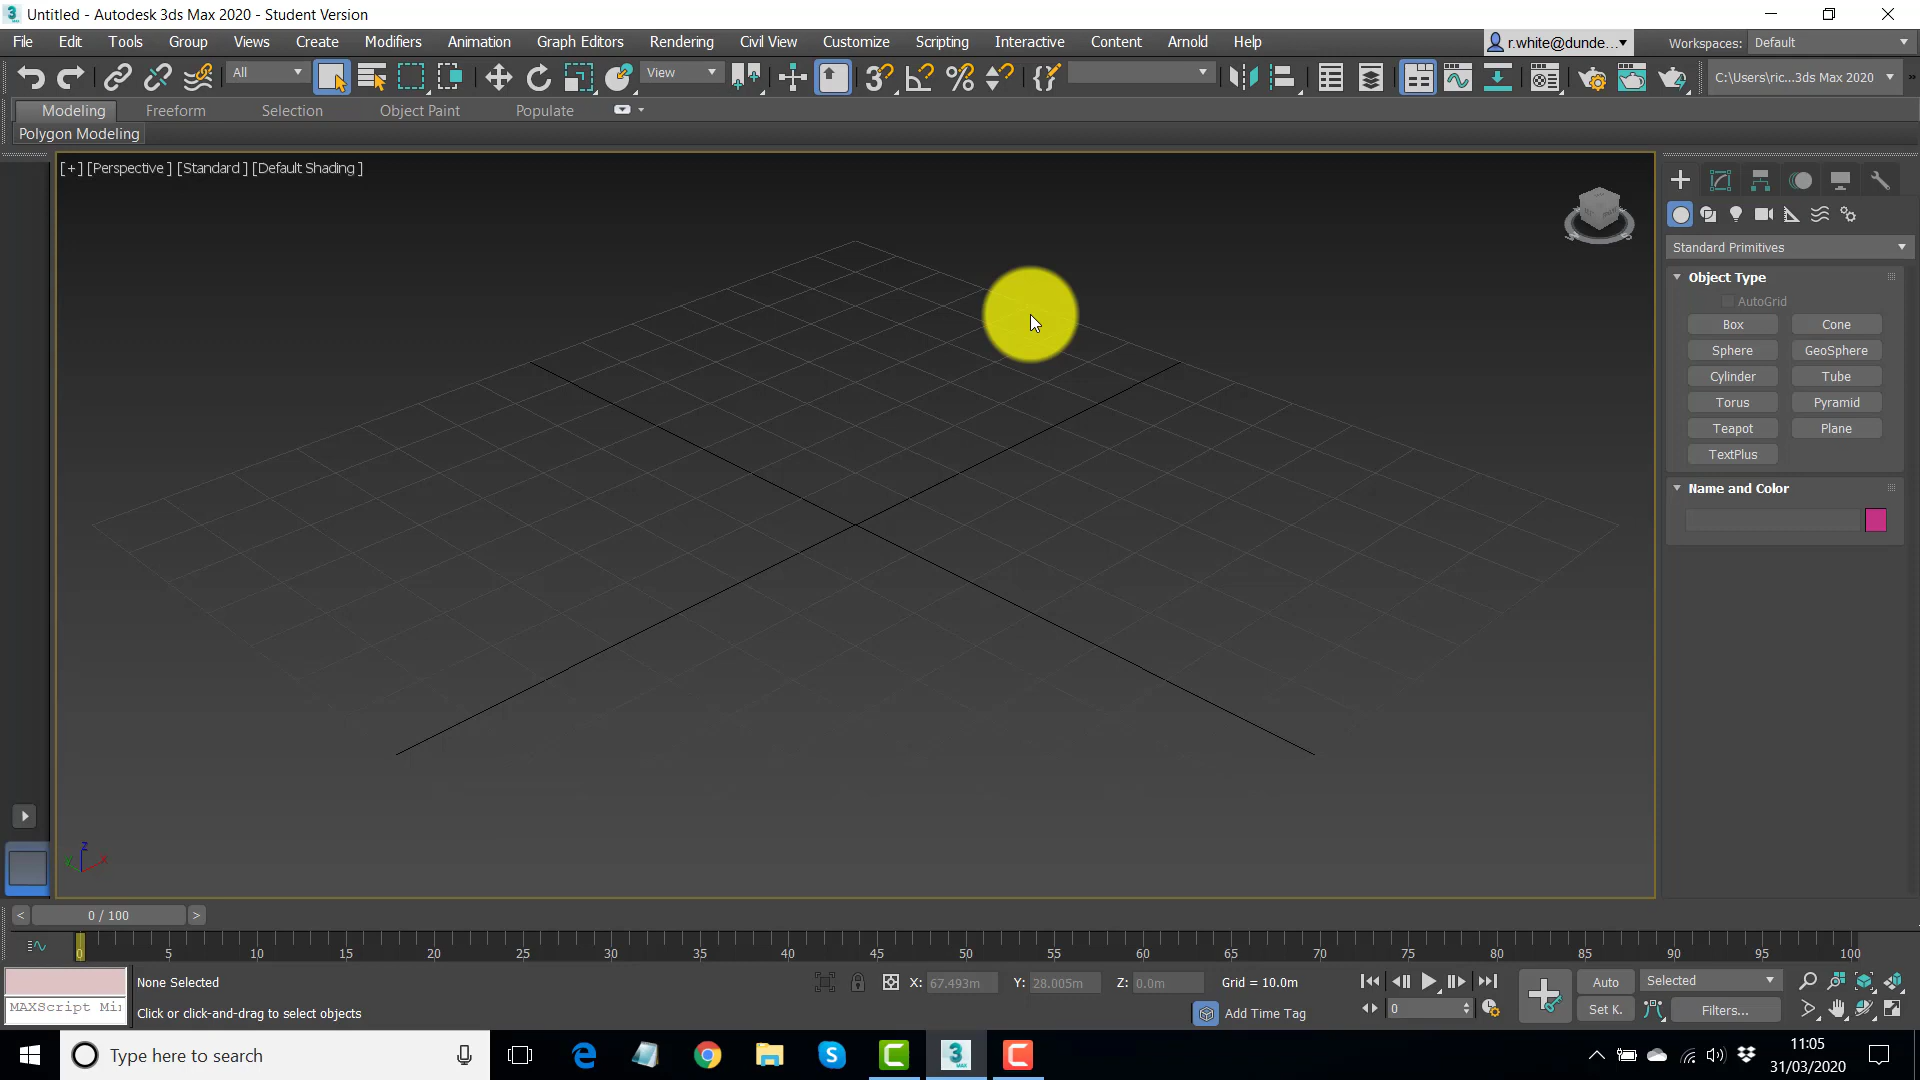 Untitled - Autodesk 3ds Max 2020 - Student Version
File Edit Tools Group Views Create Modifiers Animation Graph Editors Rendering Civil View Customize Scripting Interactive Content Arnold Help
r.white@dunde...
Workspaces: Default
All
View
C:\Users\ric...3ds Max 2020
Modeling Freeform Selection Object Paint Populate
Polygon Modeling
[+] [Perspective ] [Standard ] [Default Shading ]
Standard Primitives
Object Type
AutoGrid
Box Cone
Sphere GeoSphere
Cylinder Tube
Torus Pyramid
Teapot Plane
TextPlus
Name and Color
z
x
< 0 / 100 >
0 5 10 15 20 25 30 35 40 45 50 55 60 65 70 75 80 85 90 95 100
None Selected
X: 67.493m Y: 28.005m Z: 0.0m Grid = 10.0m
Auto Selected
MAXScript Mi
Click or click-and-drag to select objects
Add Time Tag
0
Set K. Filters...
Type here to search
11:05
31/03/2020